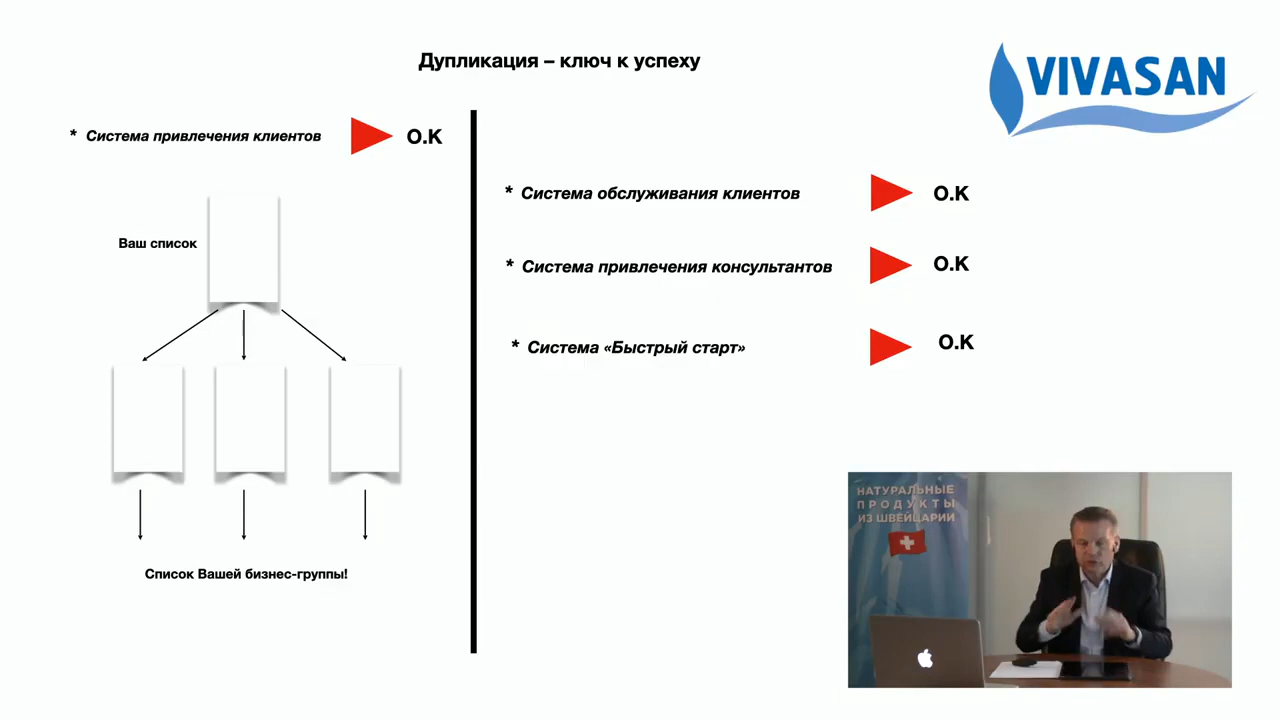 Дупликация – ключ к успеху
VIVASAN
* Система привлечения клиентов О.К
Ваш список
Список Вашей бизнес-группы!
* Система обслуживания клиентов О.К
* Система привлечения консультантов О.К
* Система «Быстрый старт» О.К
НАТУРАЛЬНЫЕ
ПРОДУКТЫ
ИЗ ШВЕЙЦАРИИ